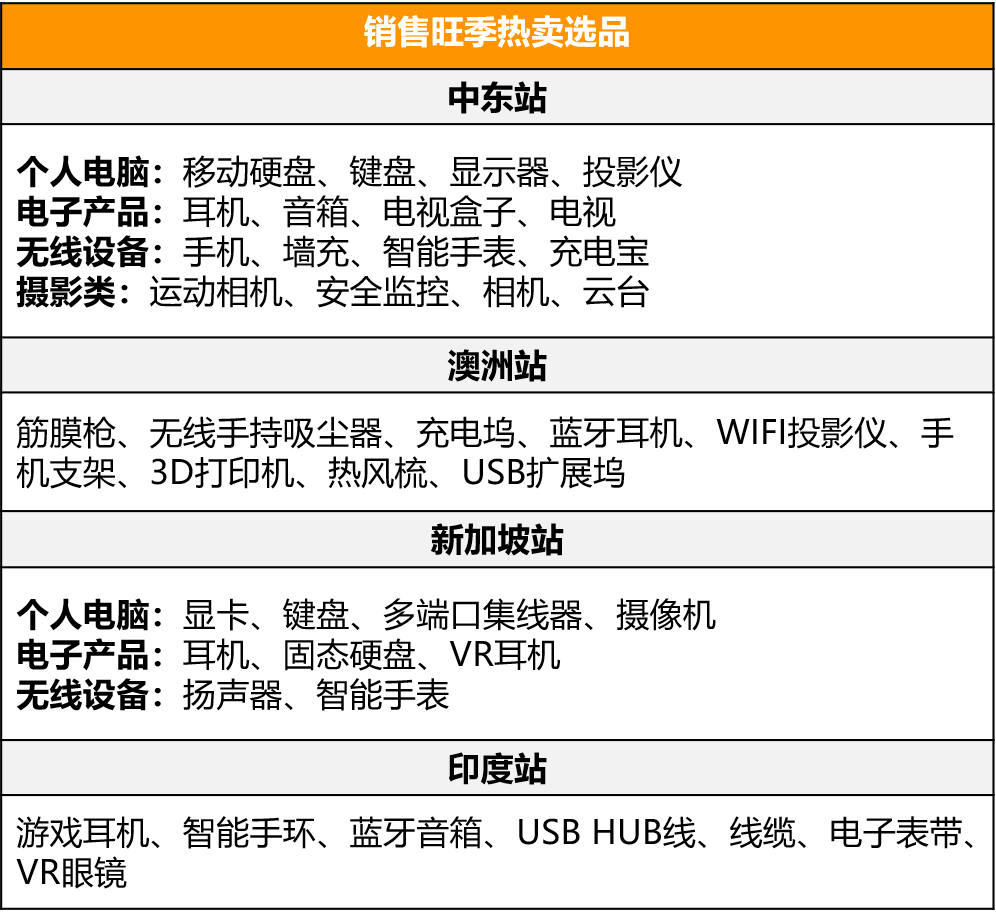 销售旺季热卖选品
中东站
个人电脑：移动硬盘、键盘、显示器、投影仪
电子产品：耳机、音箱、电视盒子、电视
无线设备：手机、墙充、智能手表、充电宝
摄影类：运动相机、安全监控、相机、云台
澳洲站
筋膜枪、无线手持吸尘器、充电坞、蓝牙耳机、WIFI投影仪、手
机支架、3D打印机、热风梳、USB扩展坞
新加坡站
个人电脑：显卡、键盘、多端口集线器、摄像机
电子产品：耳机、固态硬盘、VR耳机
无线设备：扬声器、智能手表
印度站
游戏耳机、智能手环、蓝牙音箱、USB HUB线、线缆、电子表带、
VR眼镜